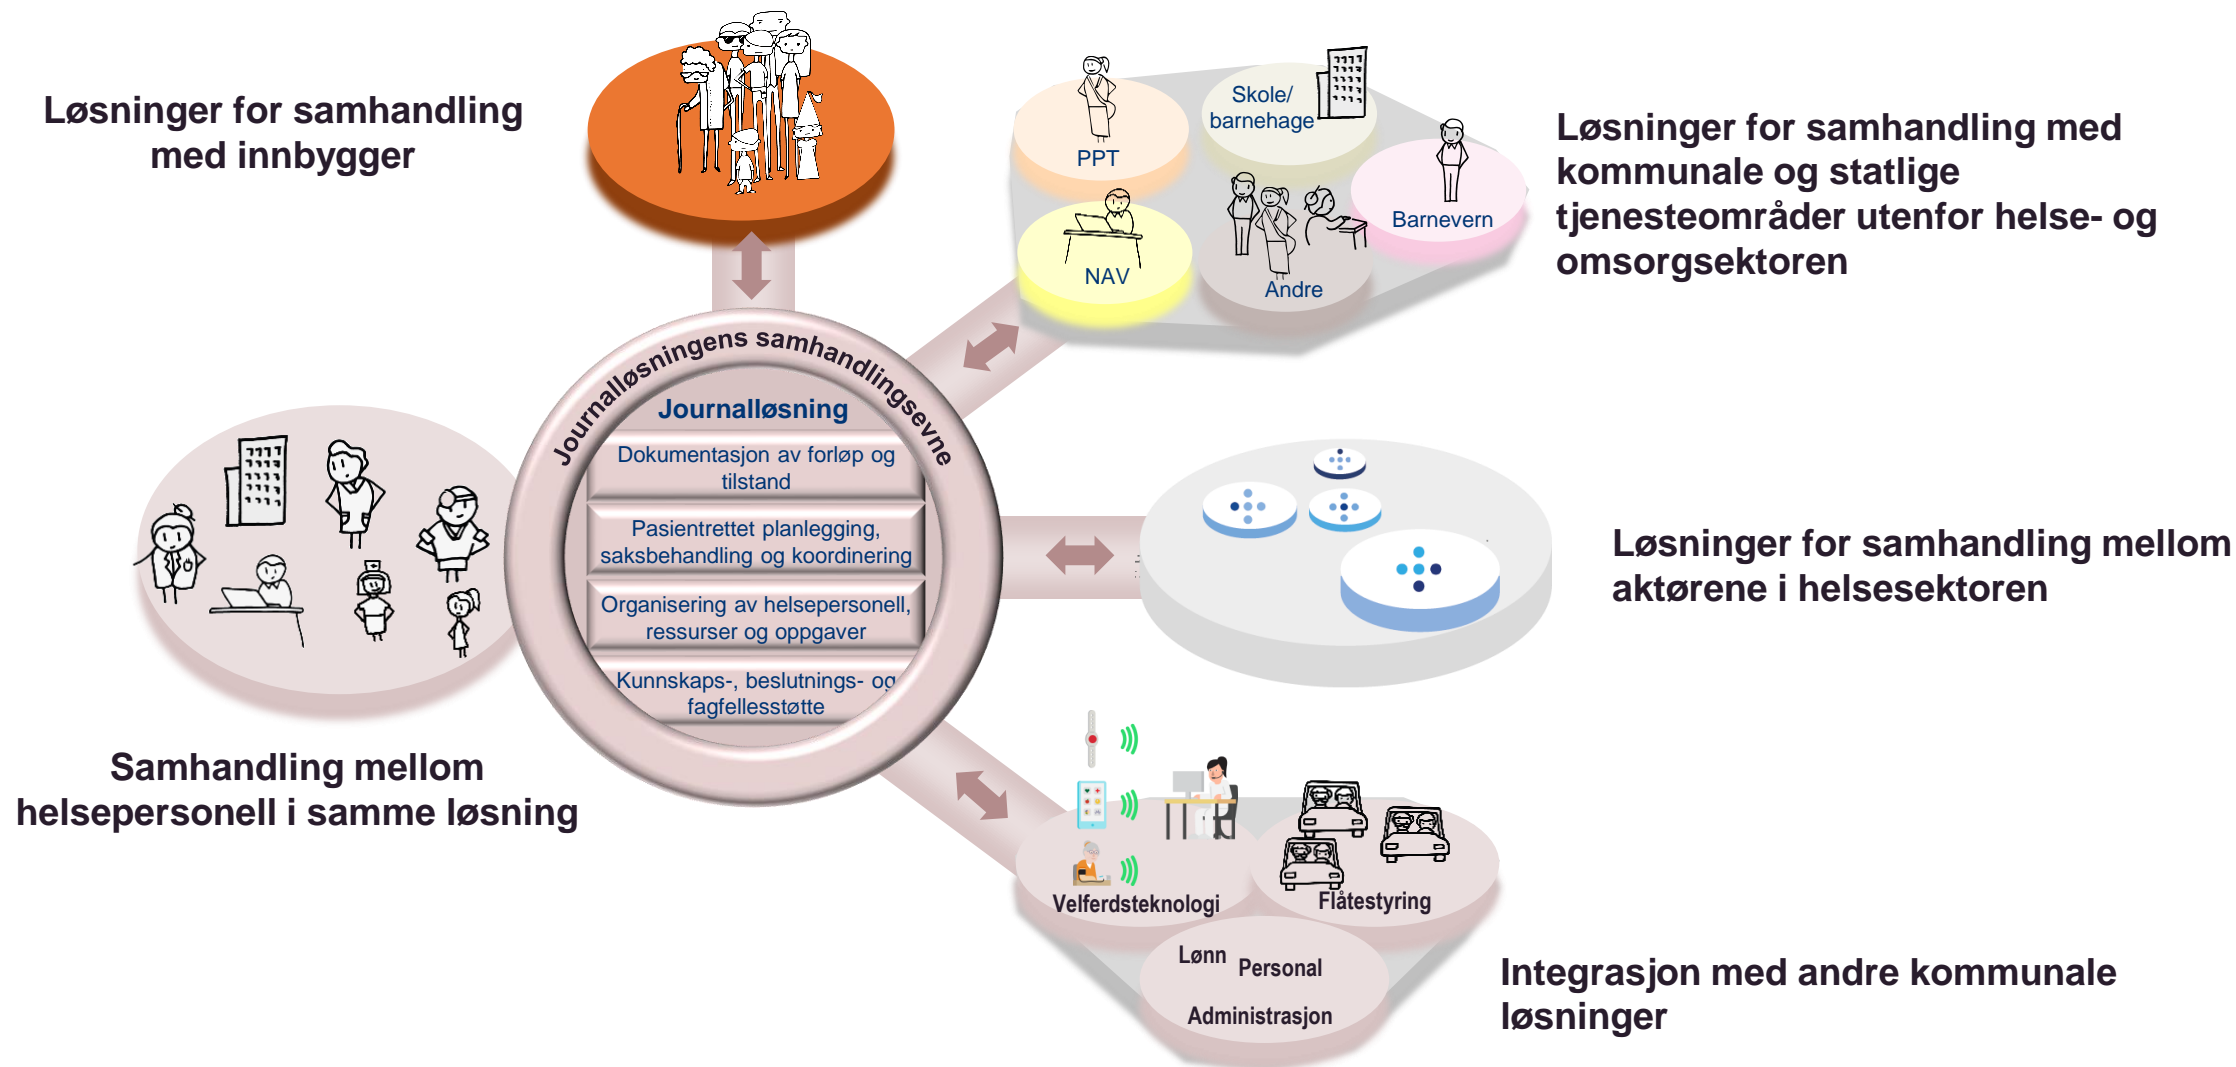 Løsninger for samhandling
med innbygger
PPT
Skole/
barnehage
Barnevern
NAV
Andre
Løsninger for samhandling med
kommunale og statlige
tjenesteområder utenfor helse- og
omsorgsektoren
Journalløsningens samhandlingsevne
Journalløsning
Dokumentasjon av forløp og
tilstand
Pasientrettet planlegging,
saksbehandling og koordinering
Organisering av helsepersonell,
ressurser og oppgaver
Kunnskaps-, beslutnings- og
fagfellesstøtte
Løsninger for samhandling mellom
aktørene i helsesektoren
Samhandling mellom
helsepersonell i samme løsning
Velferdsteknologi
Flåtestyring
Lønn
Personal
Administrasjon
Integrasjon med andre kommunale
løsninger